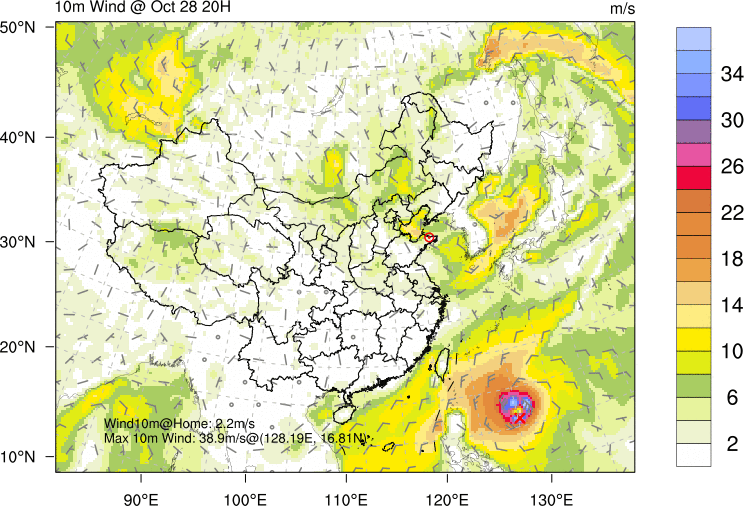 10m Wind @ Oct 28 20H
m/s
50°N
40°N
30°N
20°N
10°N
34
30
26
22
18
14
10
6
2
Wind10m@Home: 2.2m/s
Max 10m Wind: 38.9m/s@(128.19E, 16.81N)
90°E
100°E
110°E
120°E
130°E